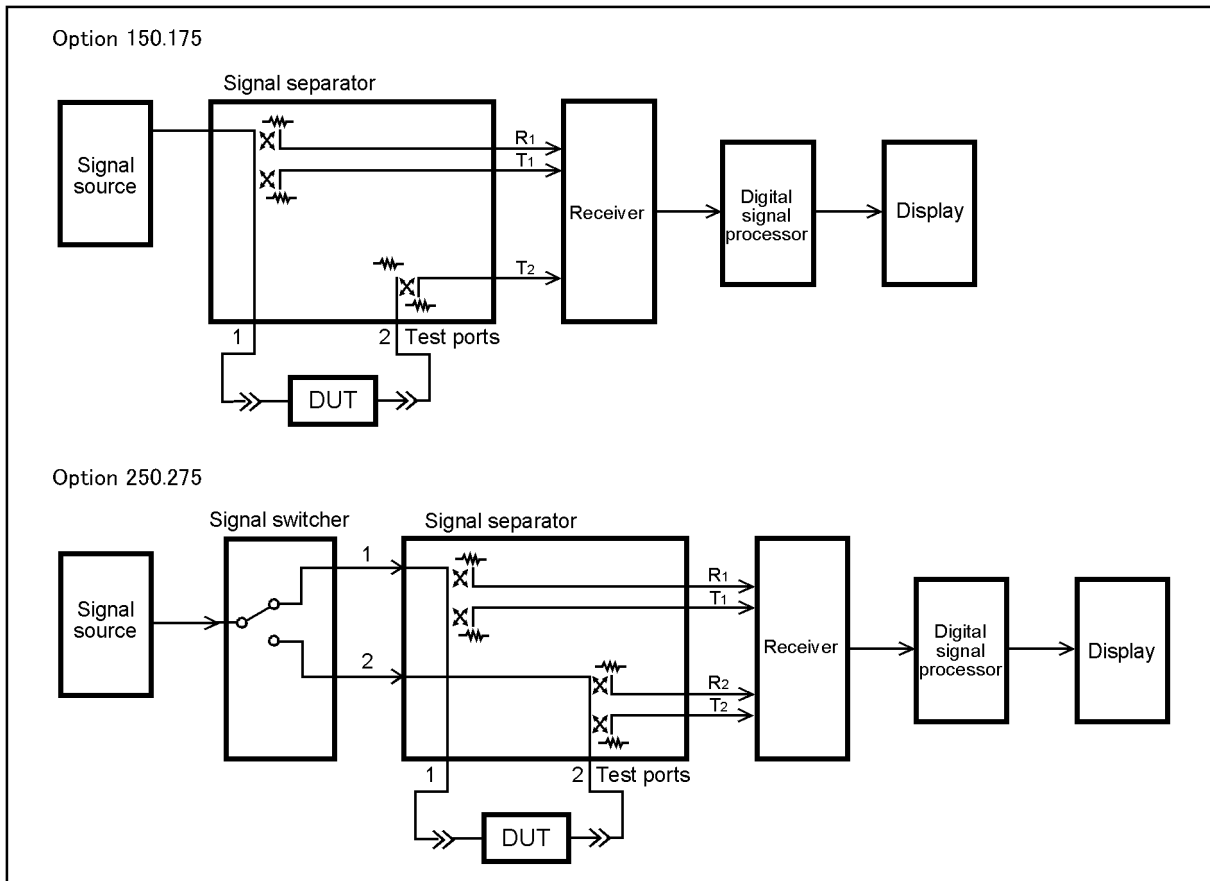 Option 150.175
Signal separator
Signal
source
R1
T1
T2
Receiver
Digital
signal
processor
Display
1
2
Test ports
DUT
Option 250.275
Signal switcher
Signal separator
Signal
source
1
2
R1
T1
R2
T2
Receiver
Digital
signal
processor
Display
1
2
Test ports
DUT